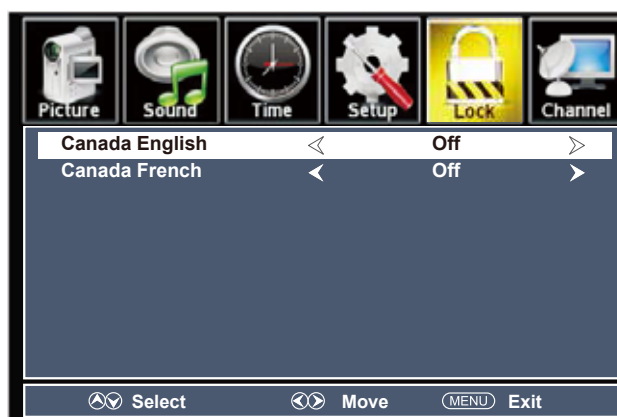 Picture Sound Time Setup Lock Channel
Canada English Off
Canada French Off
Select Move MENU Exit